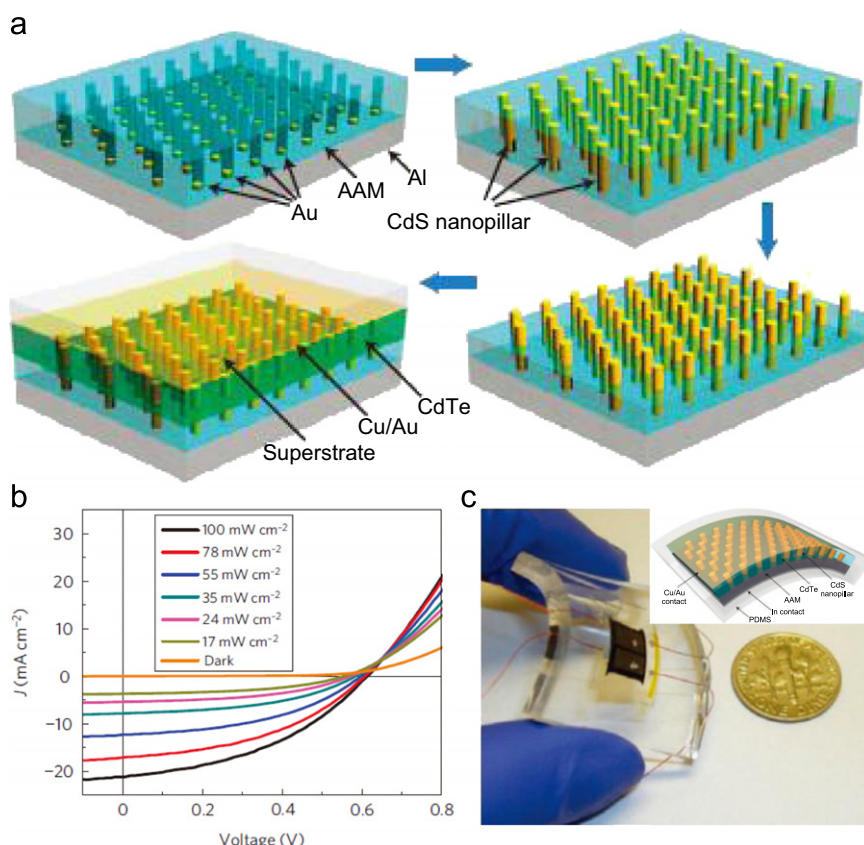 a
Au
AAM
Al
CdS nanopillar
CdTe
Cu/Au
Superstrate
b
J (mA cm⁻²)
30
20
10
0
−10
−20
100 mW cm⁻²
78 mW cm⁻²
55 mW cm⁻²
35 mW cm⁻²
24 mW cm⁻²
17 mW cm⁻²
Dark
0
0.2
0.4
0.6
0.8
Voltage (V)
c
Cu/Au
contact
PDMS
In contact
AAM
CdTe
CdS
nanopillar
ONE DIME